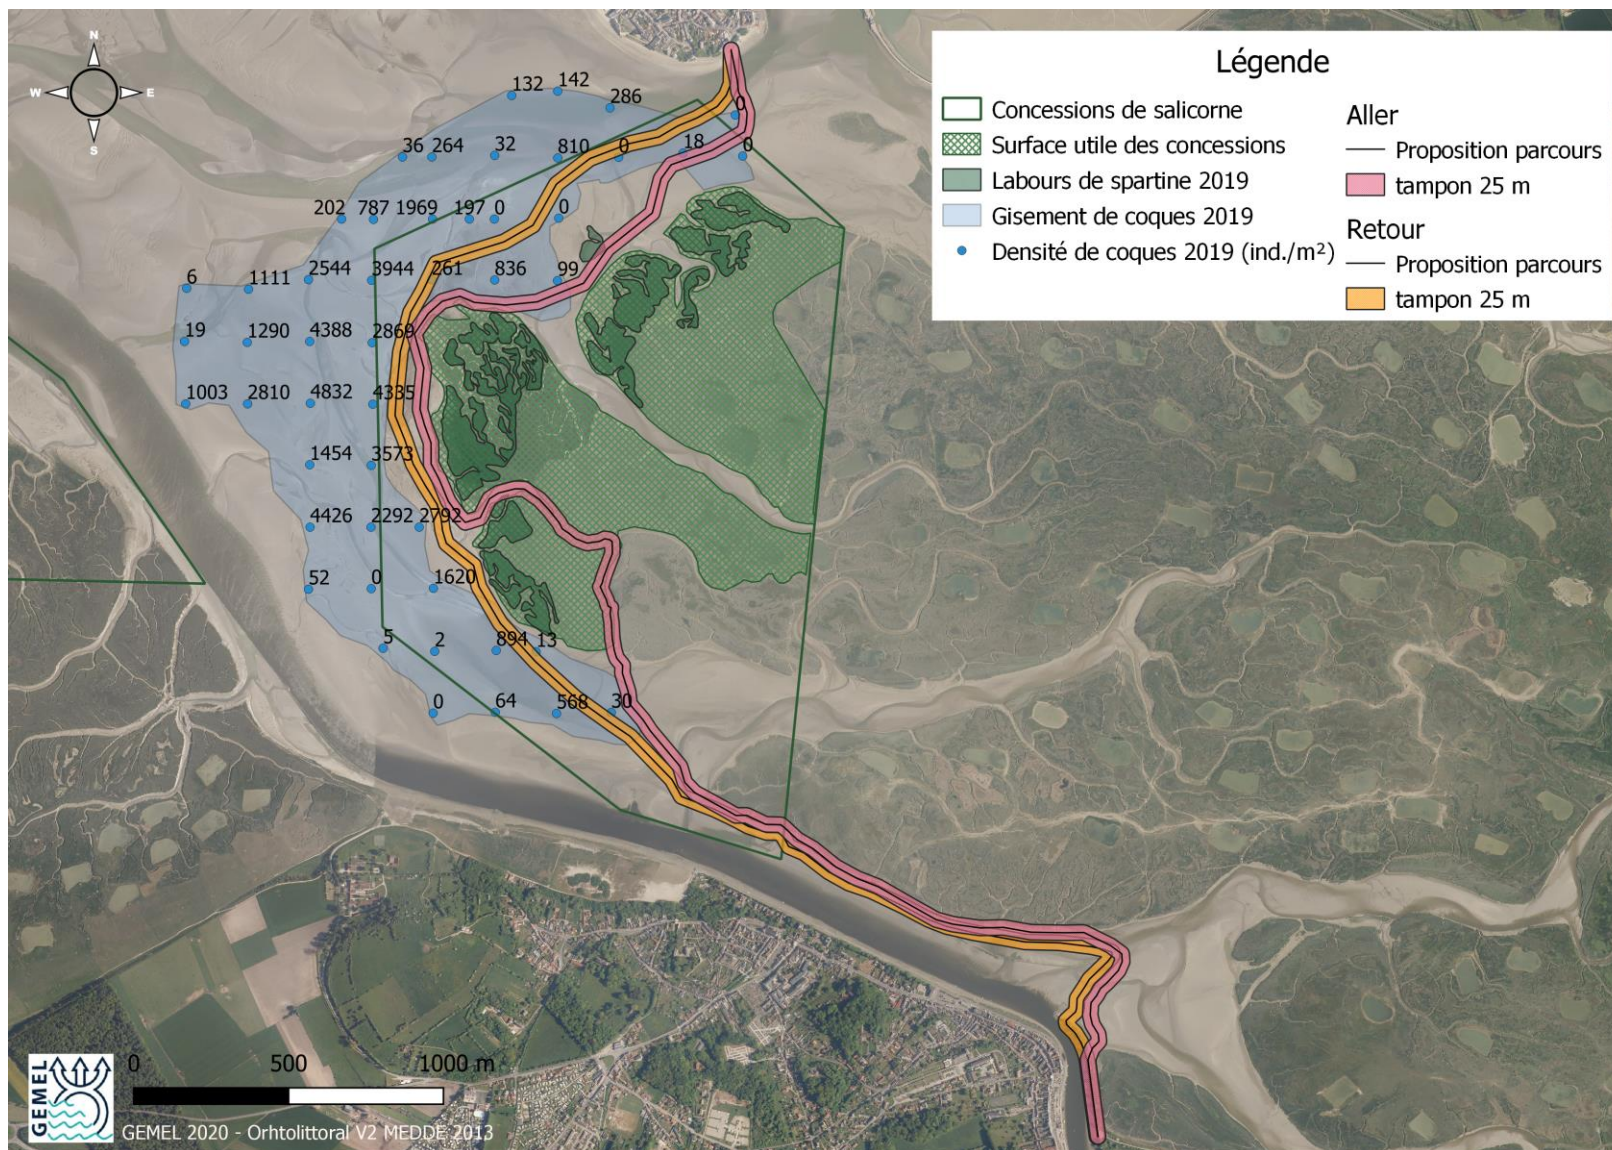 N
W E
S
Légende
Concessions de salicorne
Surface utile des concessions
Labours de spartine 2019
Gisement de coques 2019
Densité de coques 2019 (ind./m²)
Aller
Proposition parcours
tampon 25 m
Retour
Proposition parcours
tampon 25 m
132 142 286 0
36 264 32 810 0 18 0
202 787 1969 197 0 0
6 1111 2544 3944 261 836 99
19 1290 4388 2869
1003 2810 4832 4335
1454 3573
4426 2292 2792
52 0 1620
5 2 894 13
0 64 568 30
0 500 1000 m
GEMEL
GEMEL 2020 - Orhtolittoral V2 MEDDE 2013